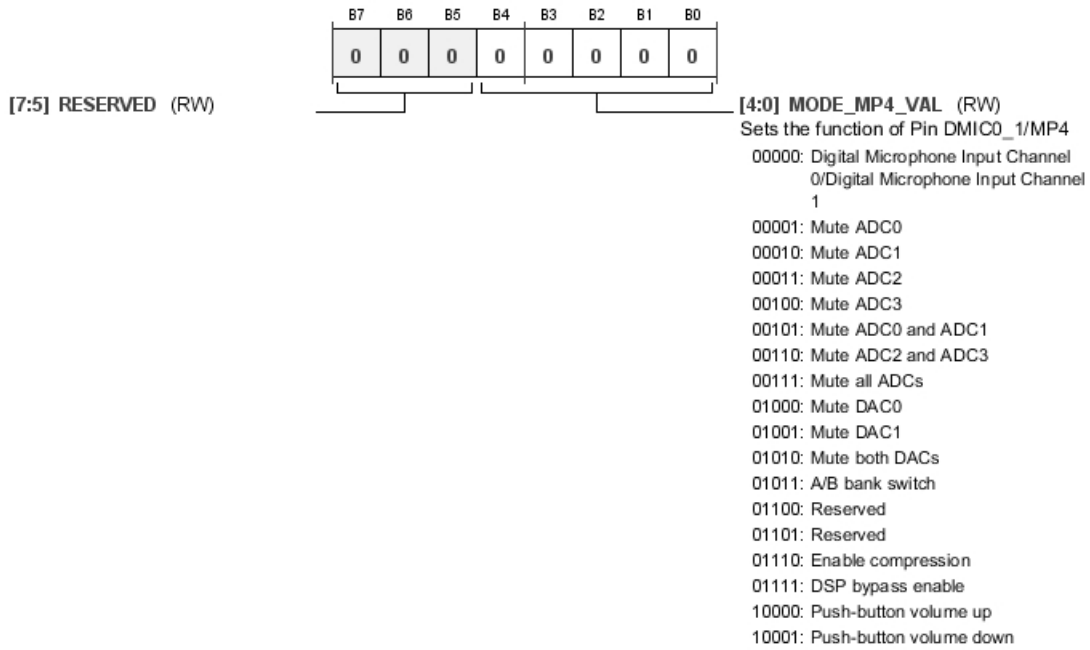 B7 B6 B5 B4 B3 B2 B1 B0
0 0 0 0 0 0 0 0
[7:5] RESERVED (RW)
[4:0] MODE_MP4_VAL (RW)
Sets the function of Pin DMIC0_1/MP4
00000: Digital Microphone Input Channel
0/Digital Microphone Input Channel
1
00001: Mute ADC0
00010: Mute ADC1
00011: Mute ADC2
00100: Mute ADC3
00101: Mute ADC0 and ADC1
00110: Mute ADC2 and ADC3
00111: Mute all ADCs
01000: Mute DAC0
01001: Mute DAC1
01010: Mute both DACs
01011: A/B bank switch
01100: Reserved
01101: Reserved
01110: Enable compression
01111: DSP bypass enable
10000: Push-button volume up
10001: Push-button volume down